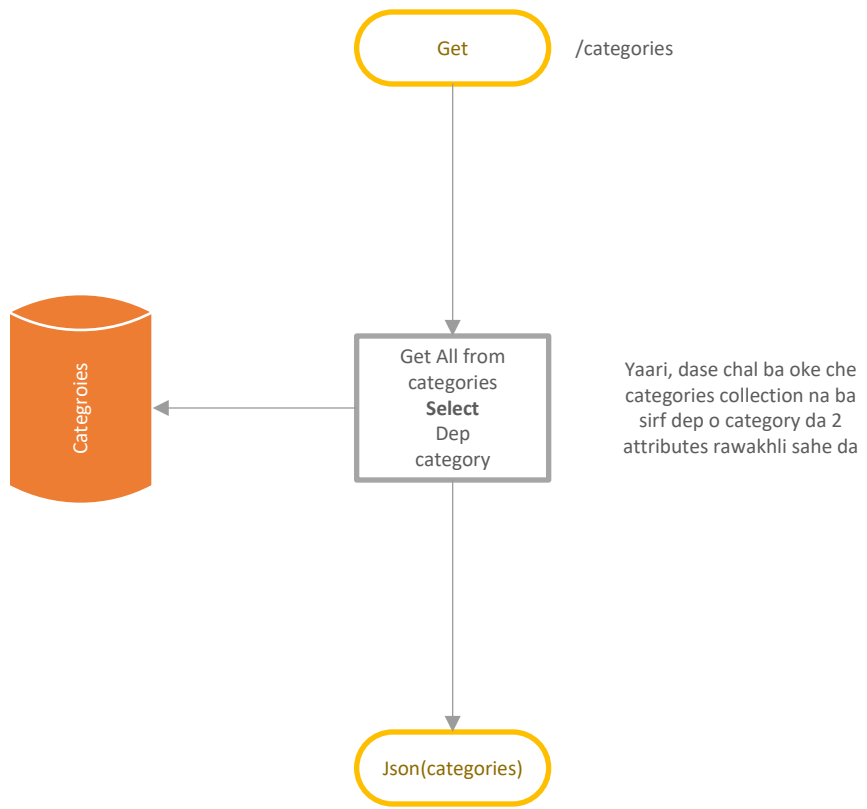 Get
/categories
Categroies
Get All from
categories
Select
Dep
category
Yaari, dase chal ba oke che
categories collection na ba
sirf dep o category da 2
attributes rawakhli sahe da
Json(categories)